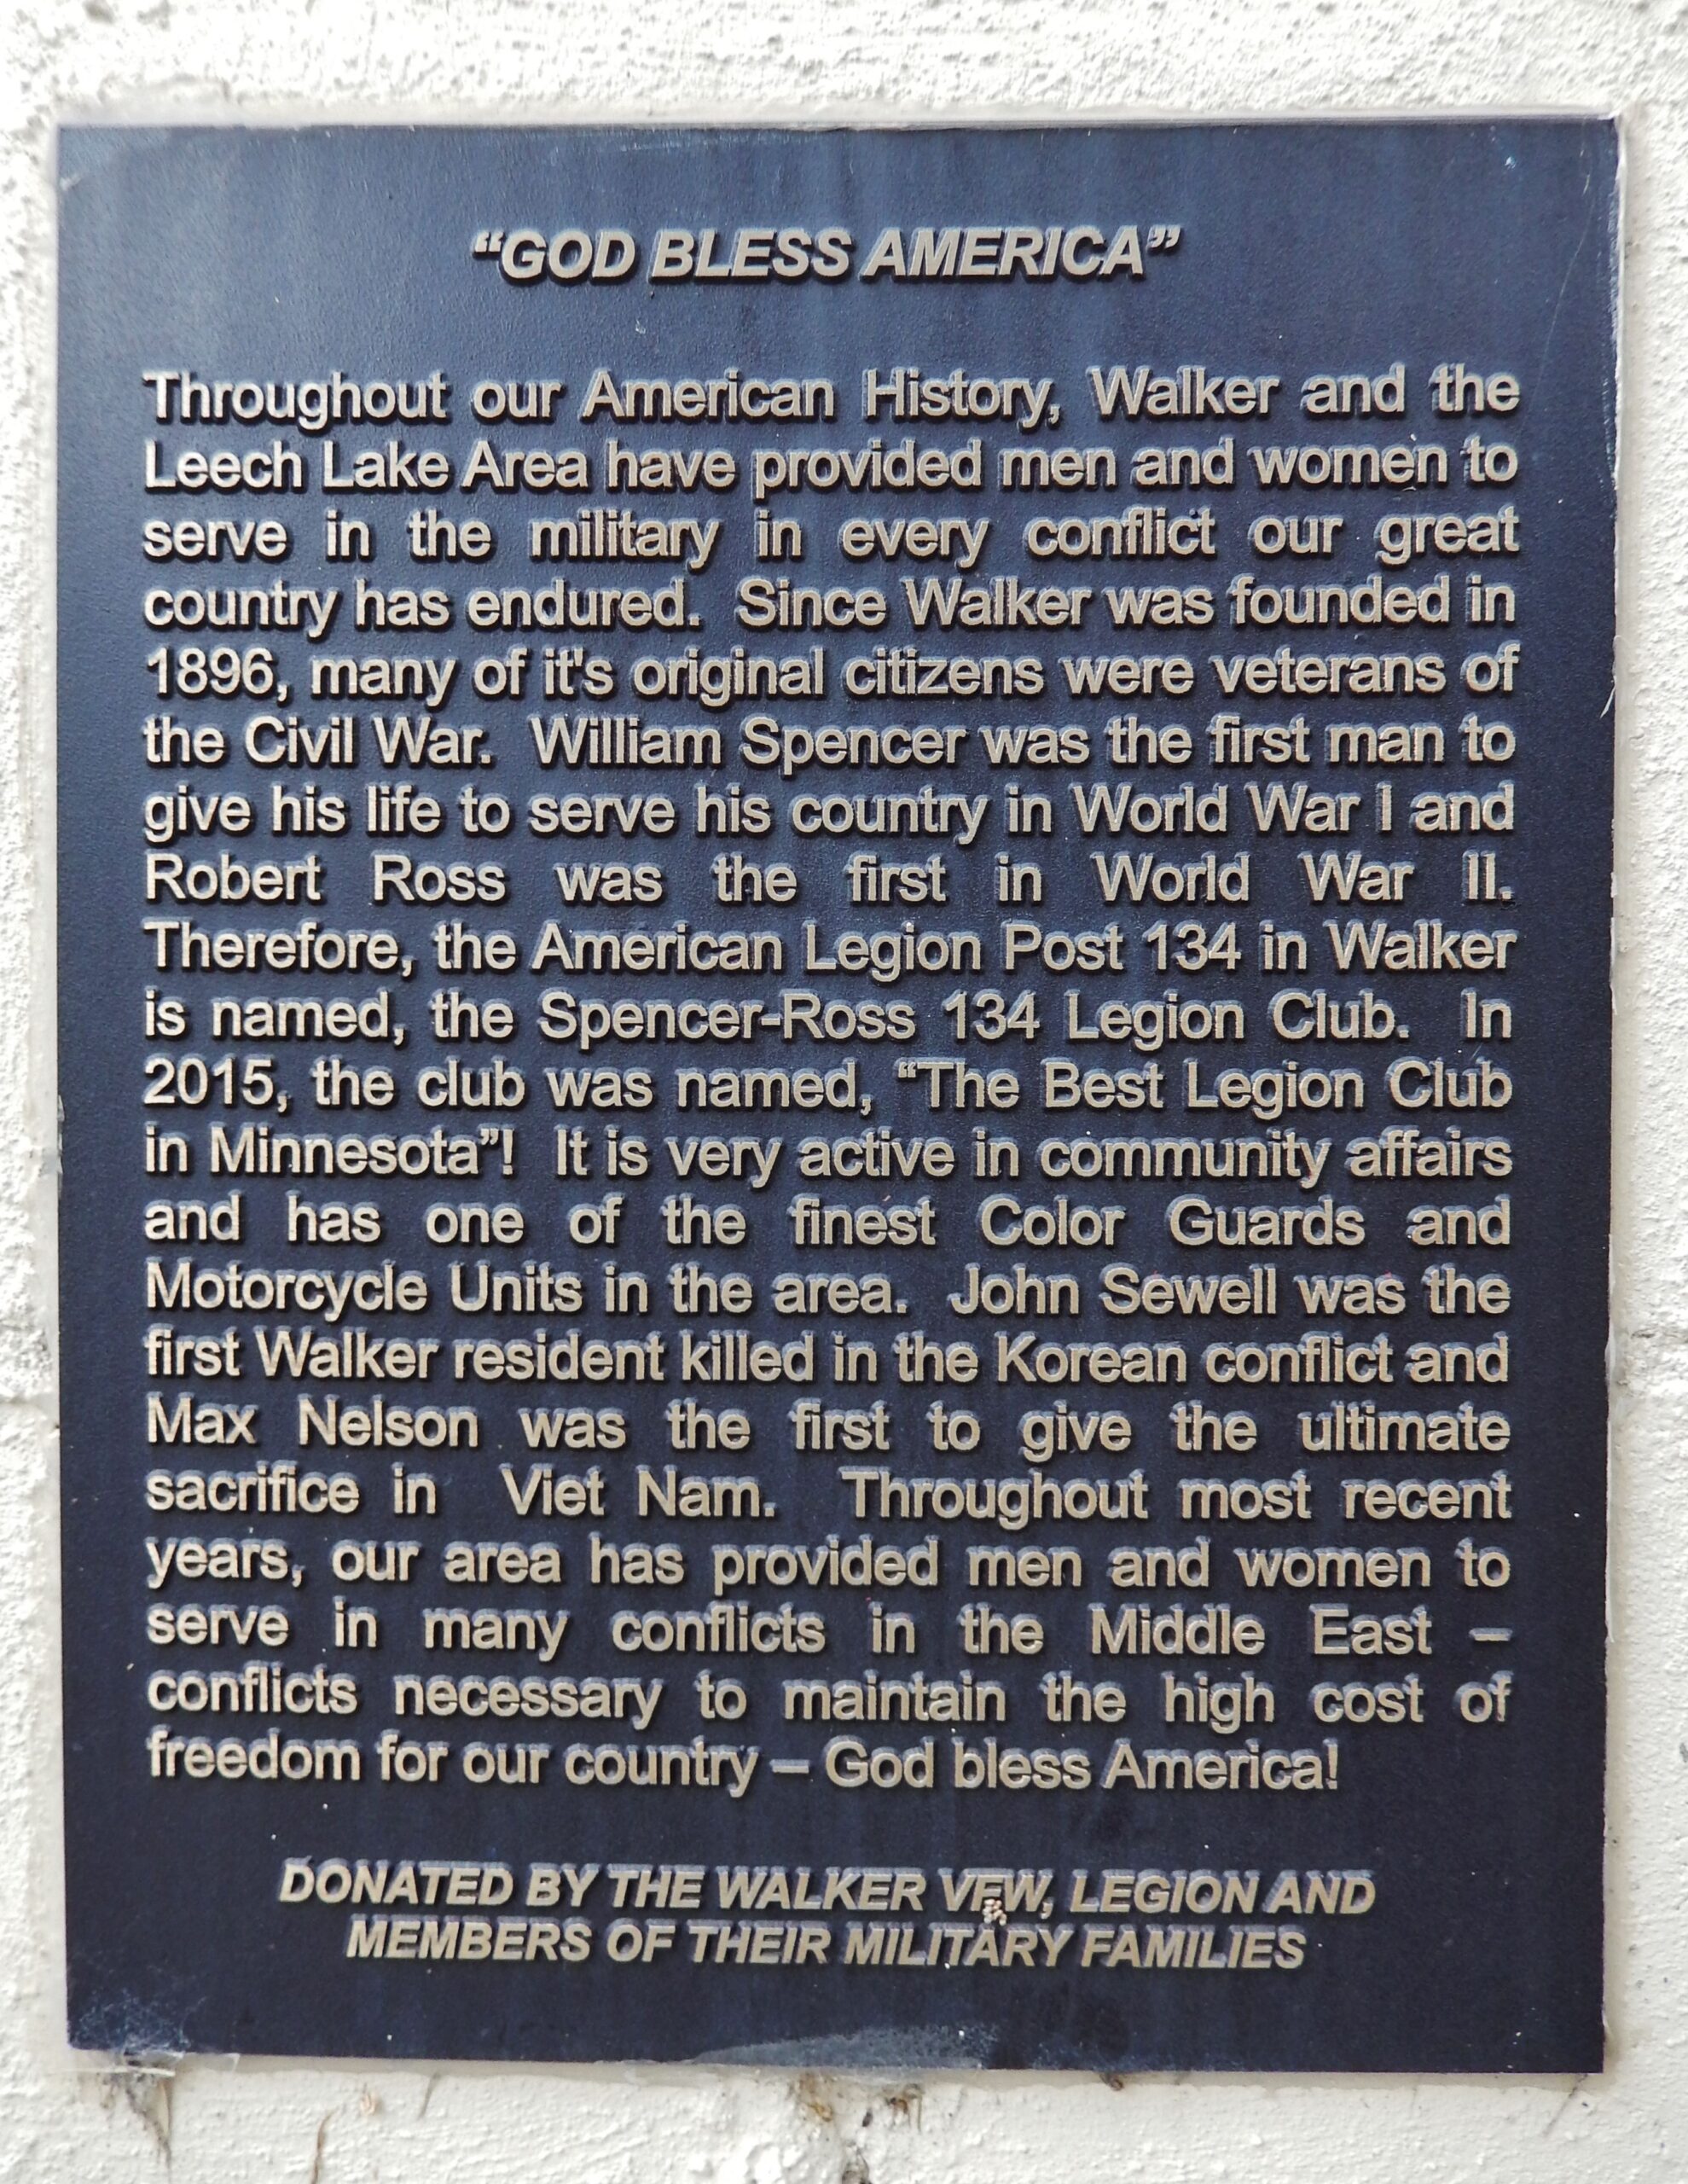 “GOD BLESS AMERICA”
Throughout our American History, Walker and the
Leech Lake Area have provided men and women to
serve in the military in every conflict our great
country has endured.  Since Walker was founded in
1896, many of it's original citizens were veterans of
the Civil War.  William Spencer was the first man to
give his life to serve his country in World War I and
Robert Ross was the first in World War II.
Therefore, the American Legion Post 134 in Walker
is named, the Spencer-Ross 134 Legion Club.  In
2015, the club was named, “The Best Legion Club
in Minnesota”!  It is very active in community affairs
and has one of the finest Color Guards and
Motorcycle Units in the area.  John Sewell was the
first Walker resident killed in the Korean conflict and
Max Nelson was the first to give the ultimate
sacrifice in  Viet Nam.  Throughout most recent
years, our area has provided men and women to
serve in many conflicts in the Middle East –
conflicts necessary to maintain the high cost of
freedom for our country – God bless America!
DONATED BY THE WALKER VFW, LEGION AND
MEMBERS OF THEIR MILITARY FAMILIES